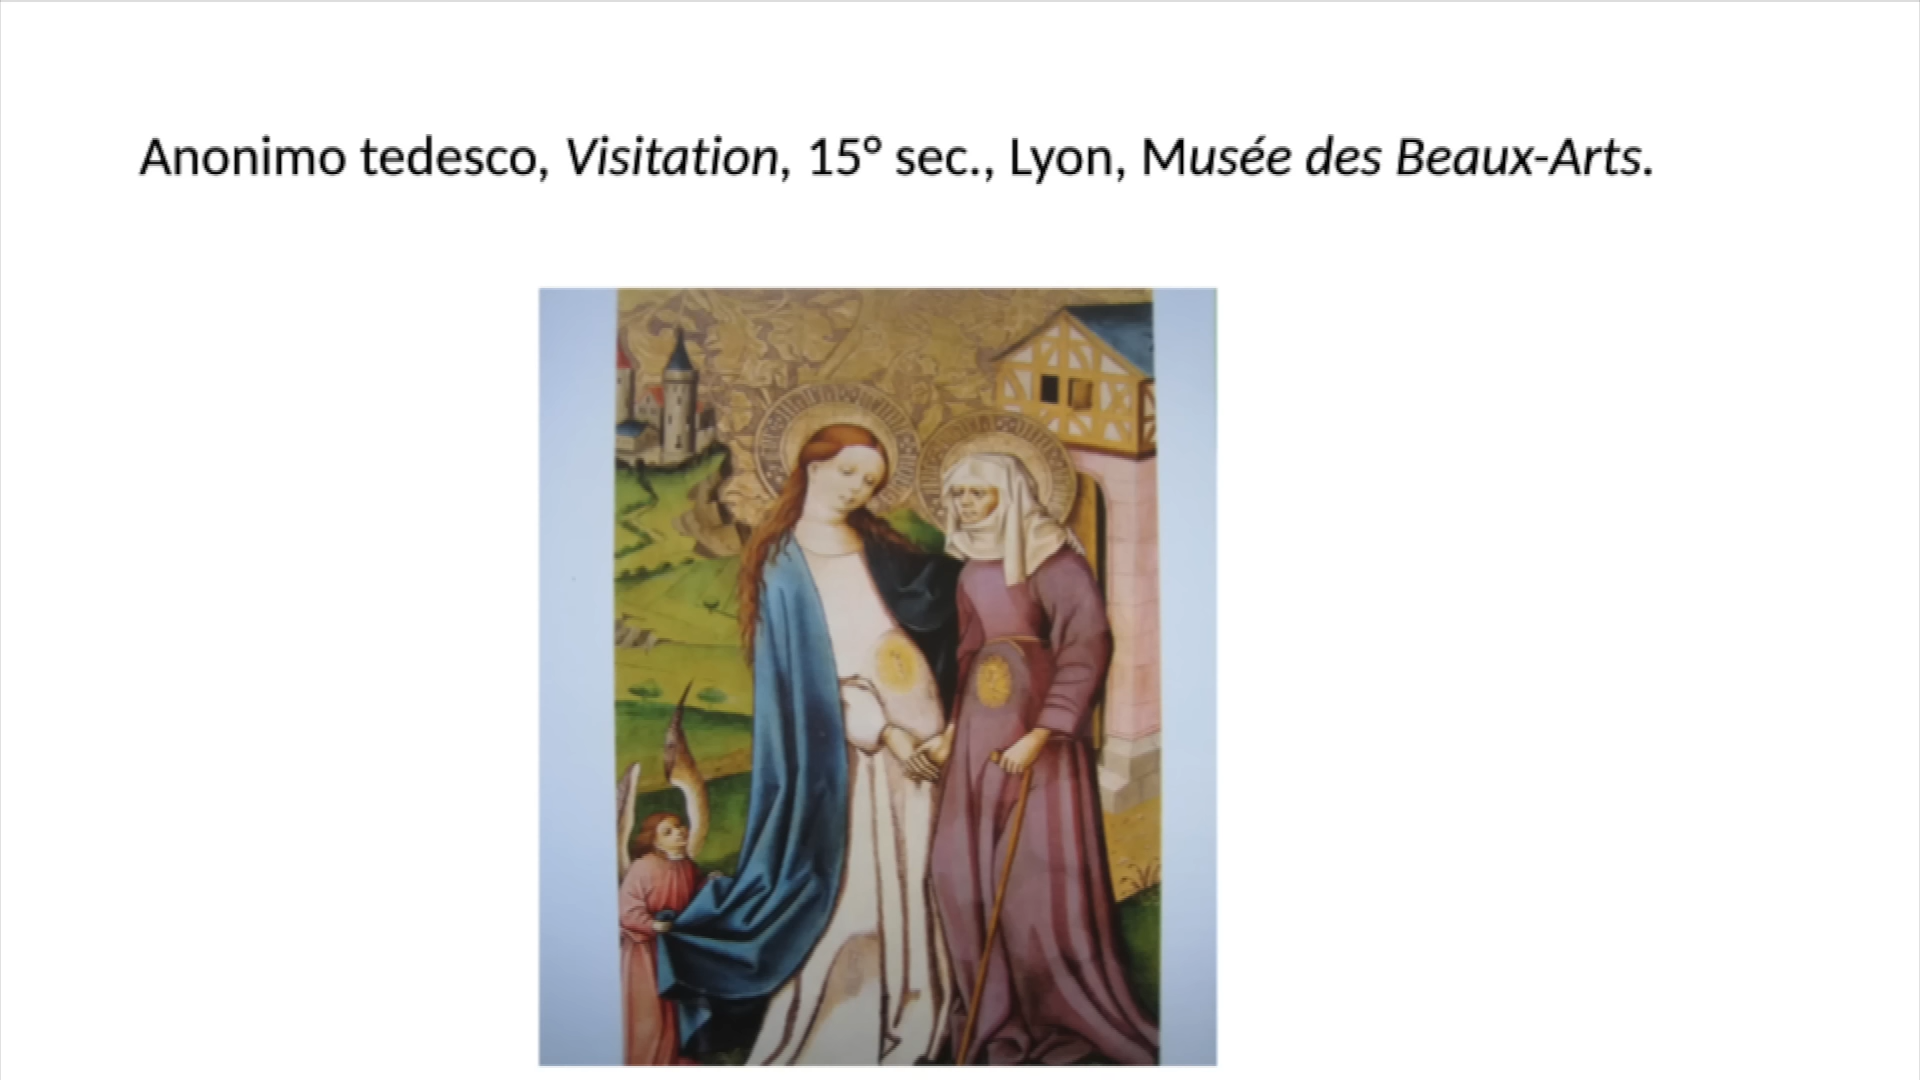 Anonimo tedesco, Visitation, 15° sec., Lyon, Musée des Beaux-Arts.